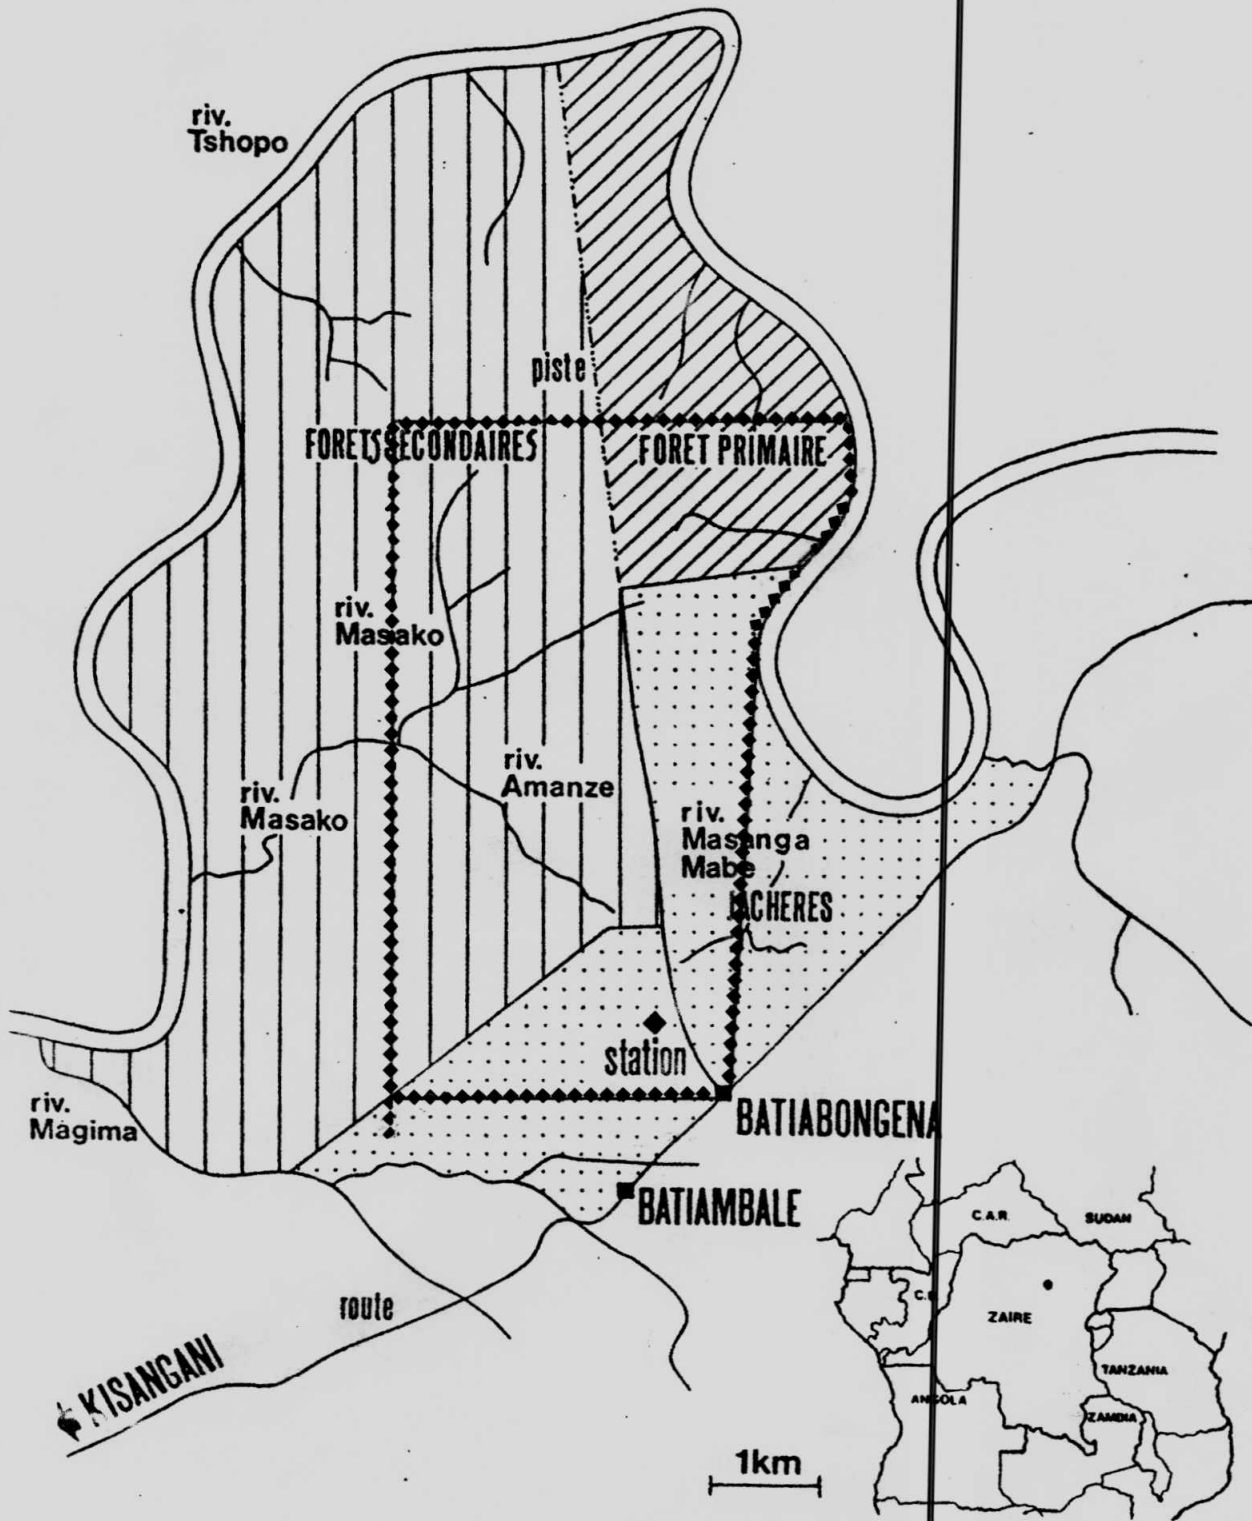 riv.
Tshopo
piste
FORETS SECONDAIRES
FORET PRIMAIRE
riv.
Masako
riv.
Amanze
riv.
Masako
riv.
Masanga
Mabe
JACHERES
station
riv.
Magima
BATIABONGENA
BATIAMBALE
route
KISANGANI
1km
C.A.R.
SUDAN
ZAIRE
TANZANIA
ANGOLA
ZAMBIA